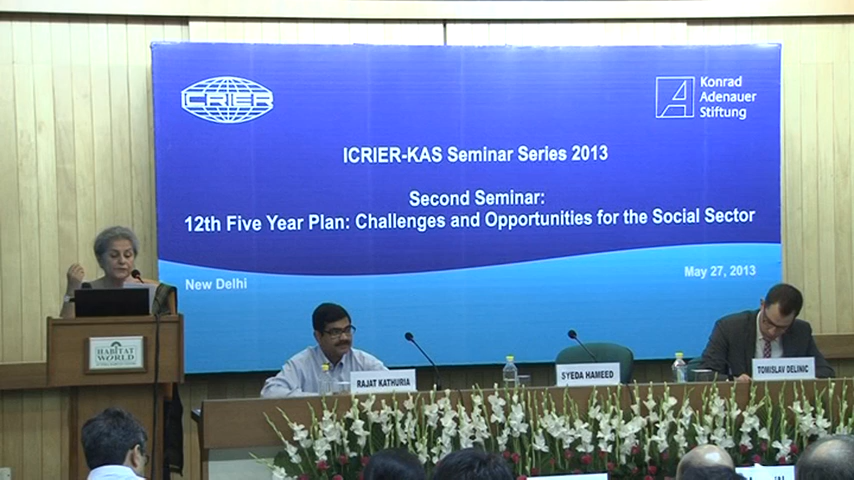 ICRIER
Konrad
Adenauer
Stiftung
ICRIER-KAS Seminar Series 2013
Second Seminar:
12th Five Year Plan: Challenges and Opportunities for the Social Sector
New Delhi
May 27, 2013
HABITAT
WORLD
RAJAT KATHURIA
SYEDA HAMEED
TOMISLAV DELINIC